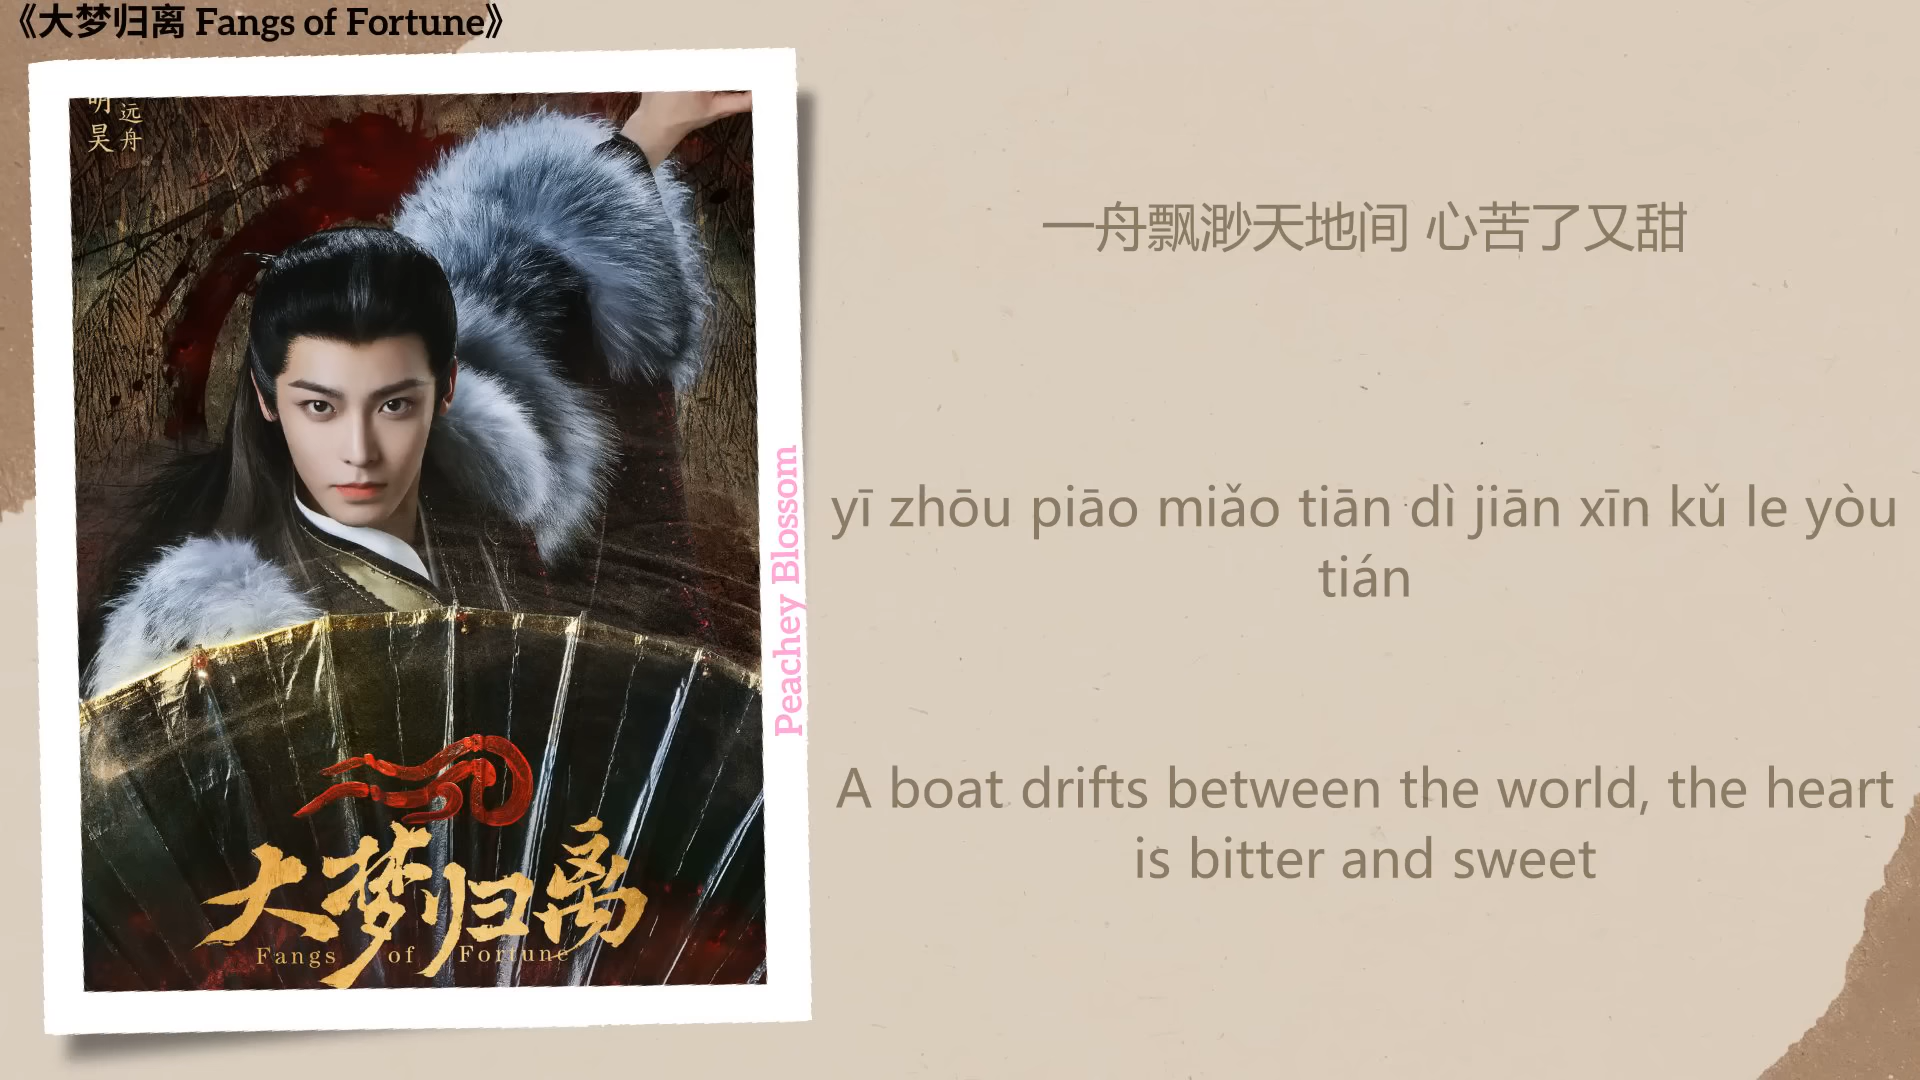 《大梦归离 Fangs of Fortune》
明昊
远舟
一舟飘渺天地间 心苦了又甜
yī zhōu piāo miǎo tiān dì jiān xīn kǔ le yòu
tián
A boat drifts between the world, the heart
is bitter and sweet
Peachey Blossom
大梦归离
Fangs of Fortune